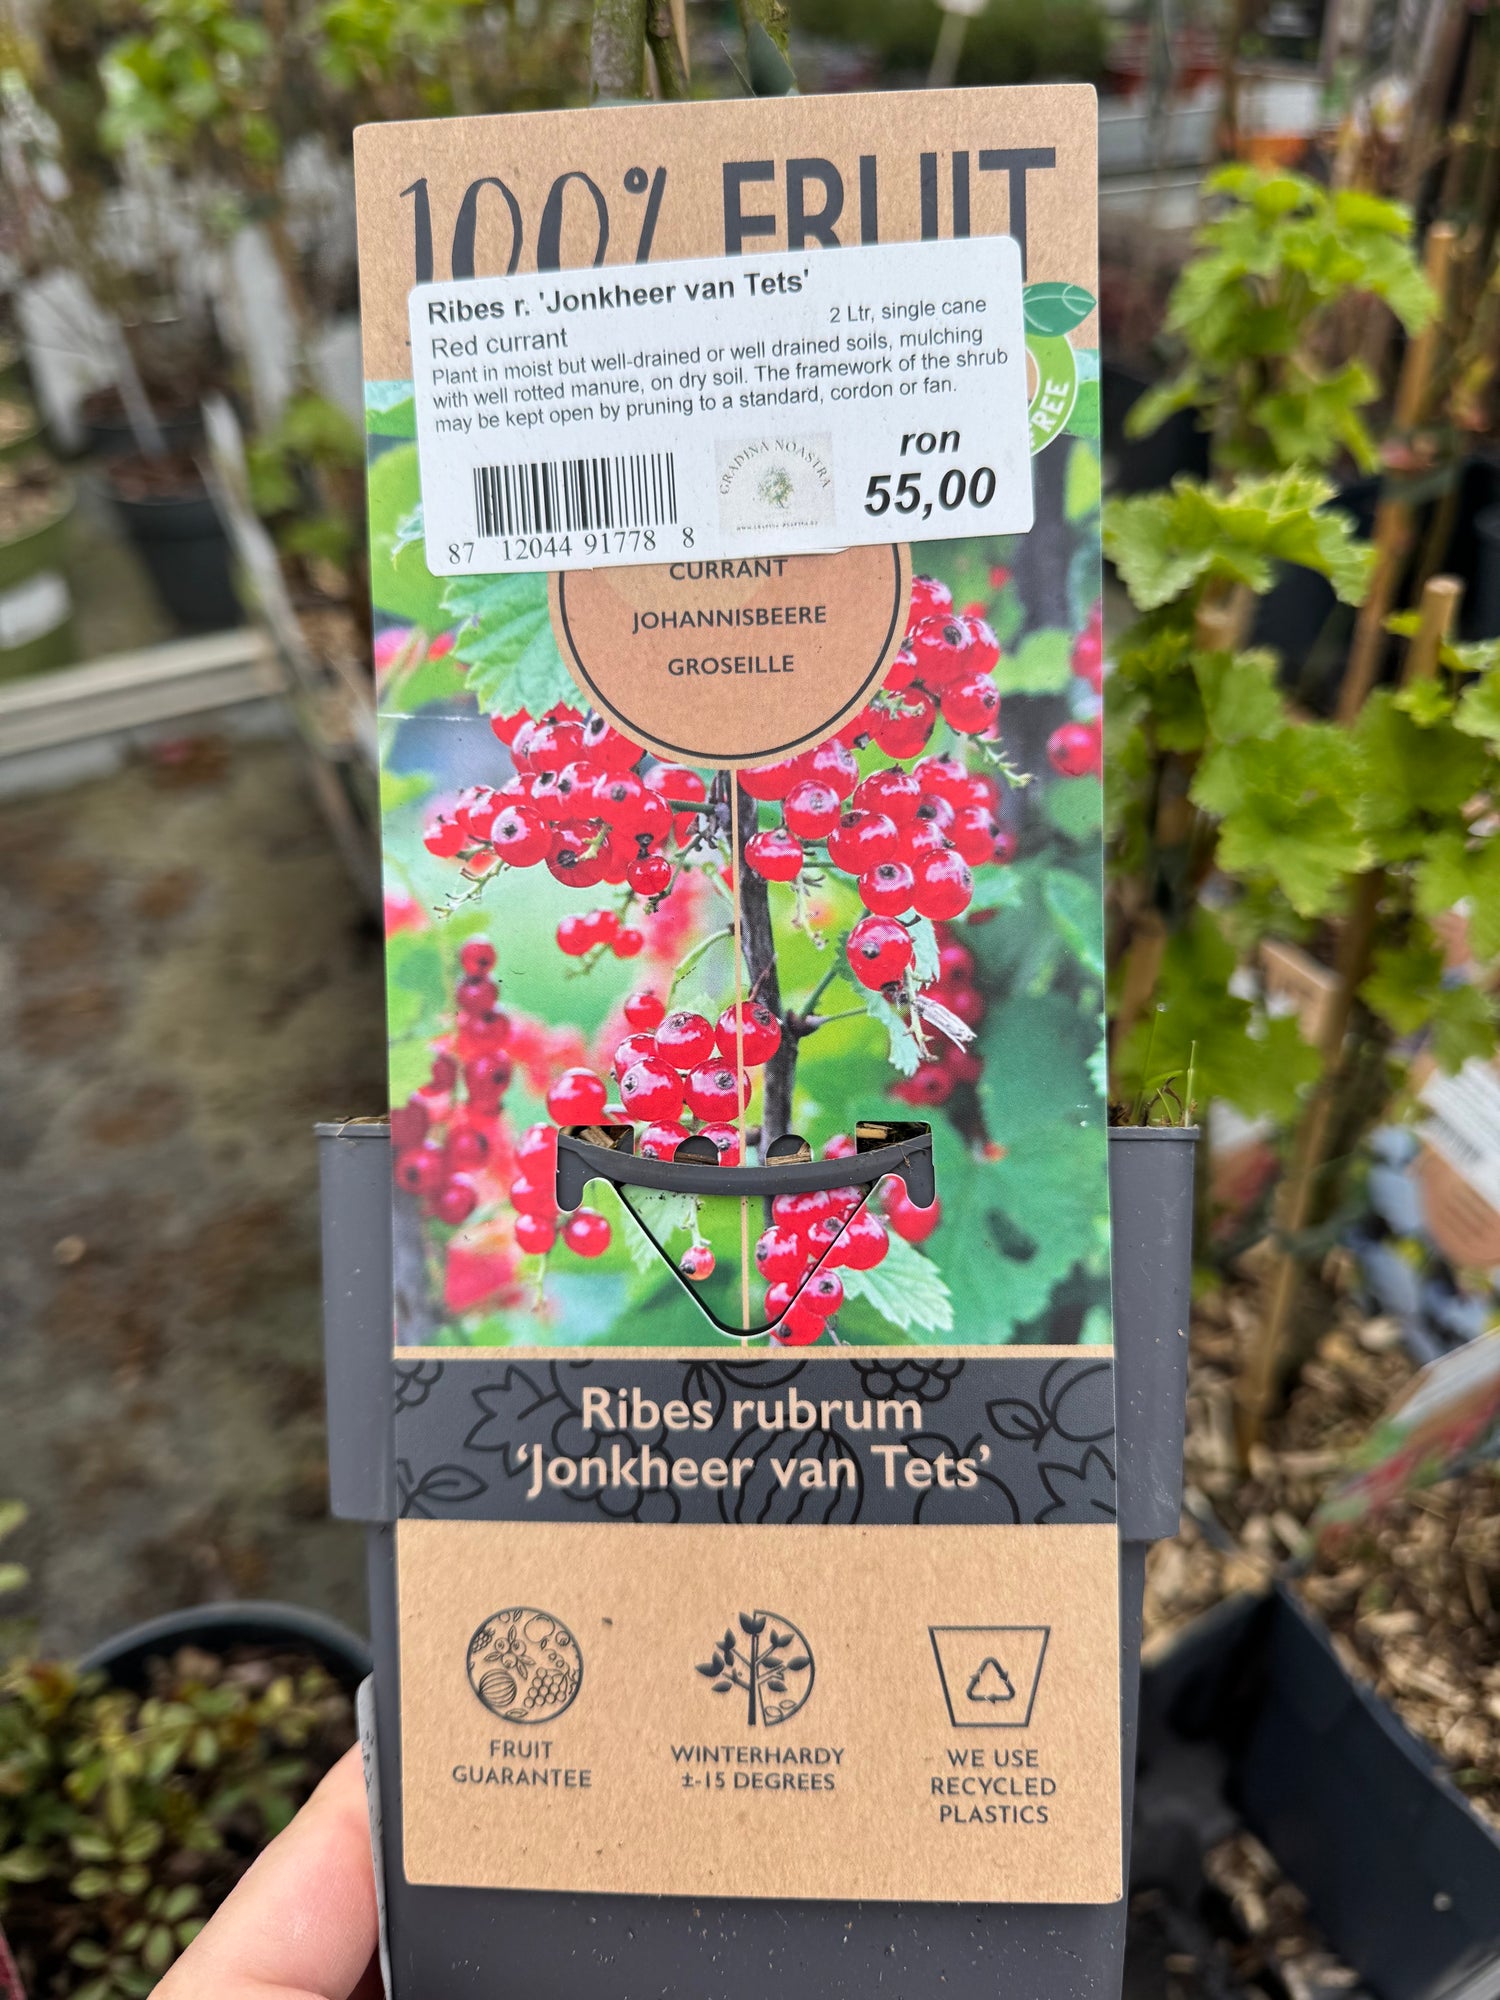 100% FRUIT
Ribes r. 'Jonkheer van Tets'
2 Ltr, single cane
Red currant
Plant in moist but well-drained or well drained soils, mulching
with well rotted manure, on dry soil. The framework of the shrub
may be kept open by pruning to a standard, cordon or fan.
REE
ron
55,00
GRADINA NOASTRA
87 12044 91778 8
CURRANT
JOHANNISBEERE
GROSEILLE
Ribes rubrum
‘Jonkheer van Tets’
FRUIT
GUARANTEE
WINTERHARDY
±-15 DEGREES
WE USE
RECYCLED
PLASTICS